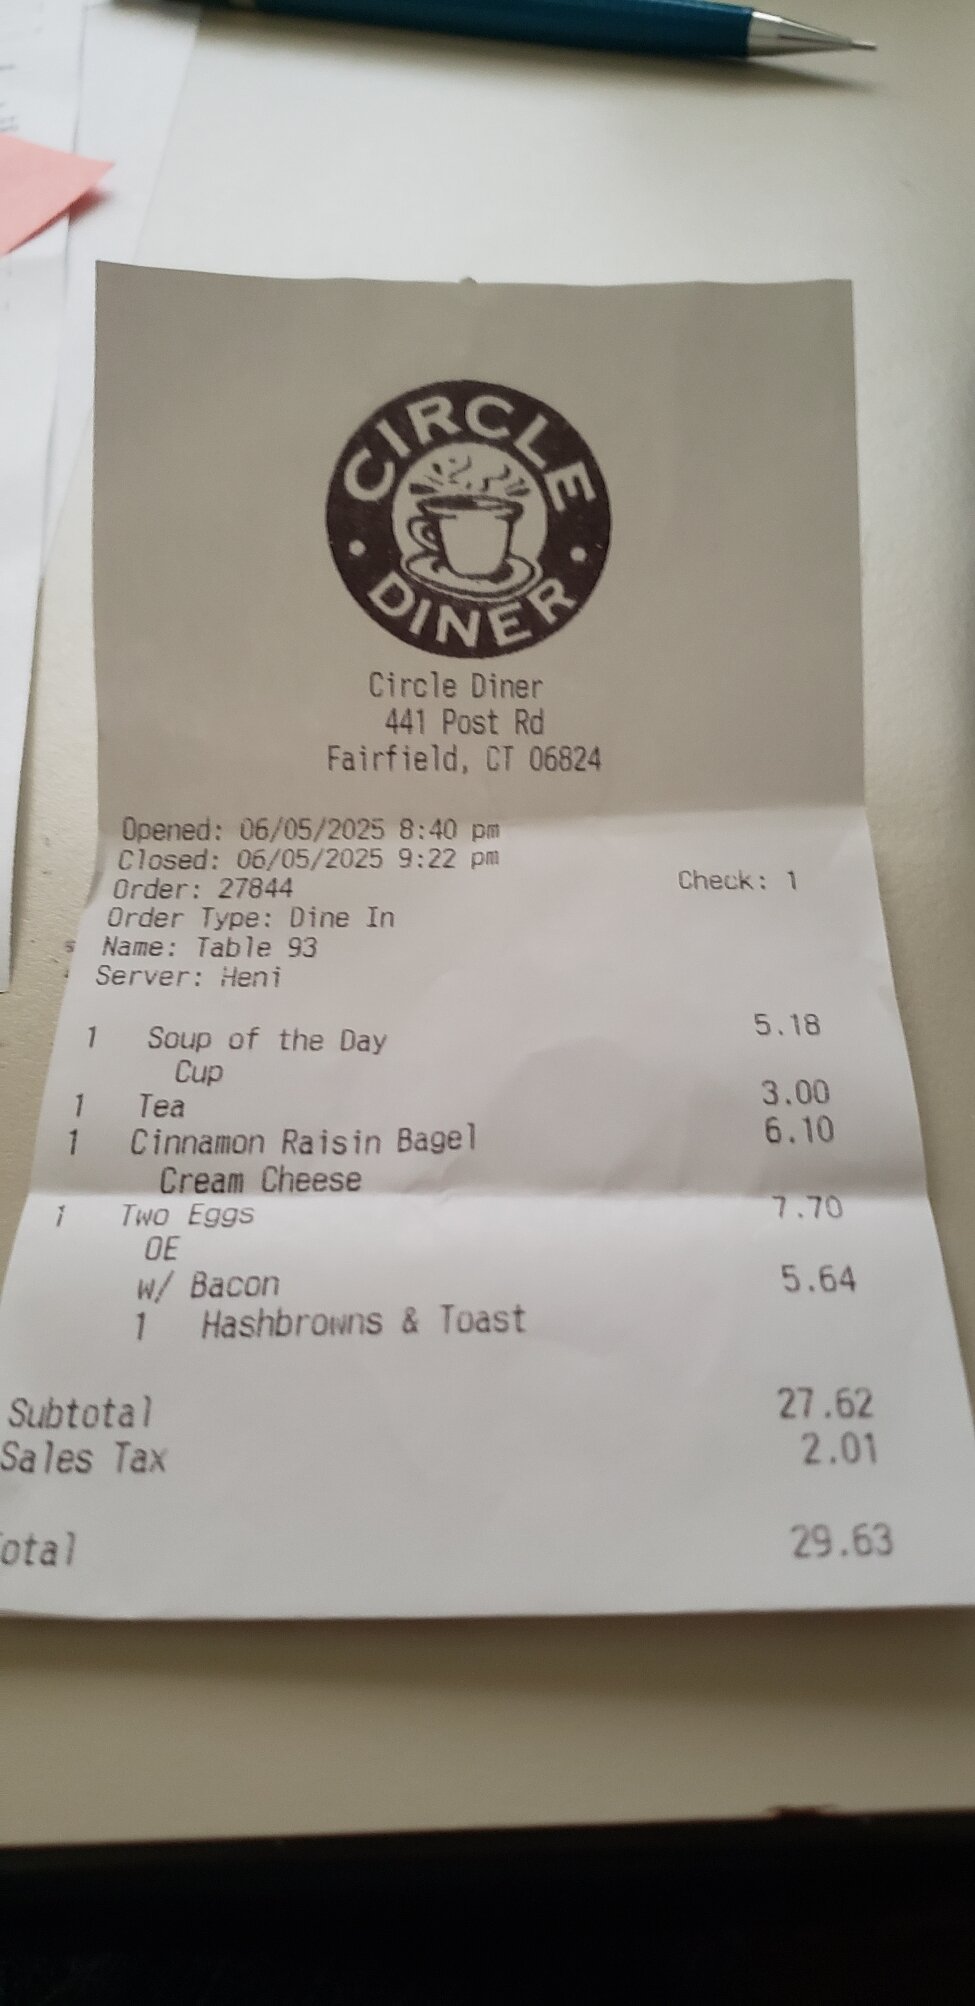 CIRCLE
DINER
Circle Diner
441 Post Rd
Fairfield, CT 06824
Opened: 06/05/2025 8:40 pm
Closed: 06/05/2025 9:22 pm
Order: 27844 Check: 1
Order Type: Dine In
Name: Table 93
Server: Heni
1 Soup of the Day 5.18
Cup
1 Tea 3.00
1 Cinnamon Raisin Bagel 6.10
Cream Cheese
1 Two Eggs 7.70
OE
w/ Bacon 5.64
1 Hashbrowns & Toast
Subtotal 27.62
Sales Tax 2.01
otal 29.63